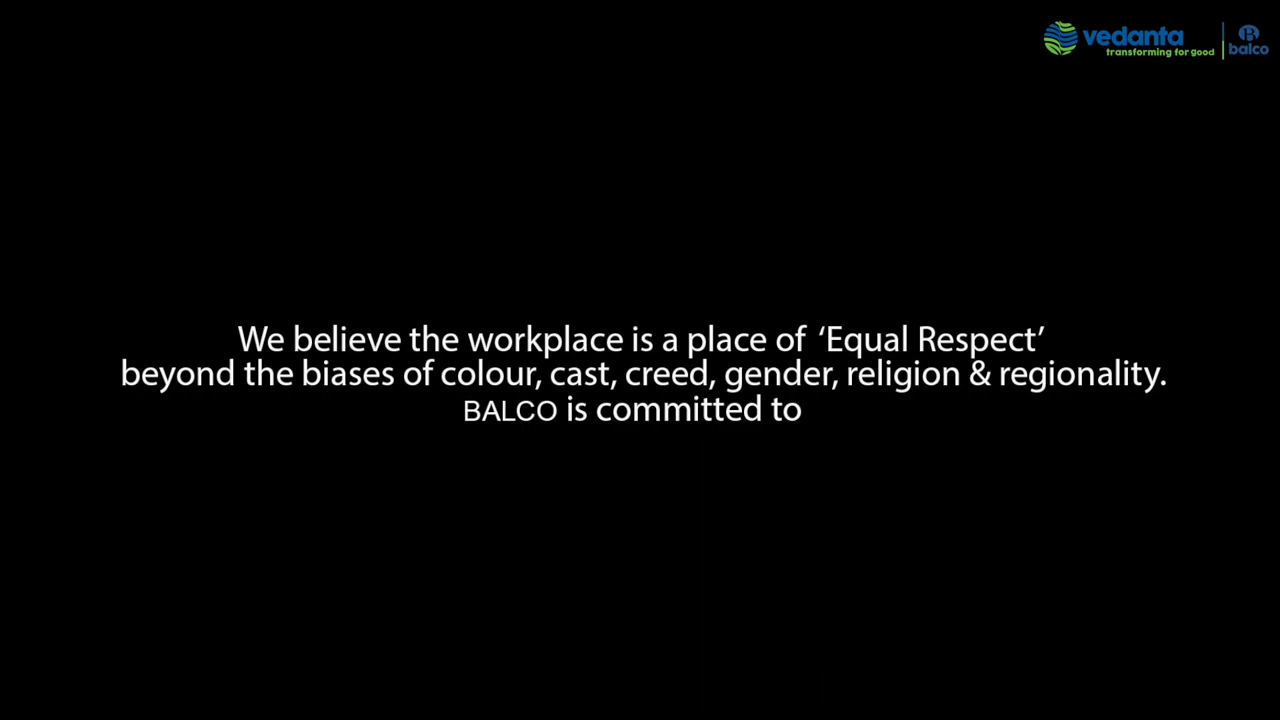 vedanta
transforming for good
balco
We believe the workplace is a place of ‘Equal Respect’
beyond the biases of colour, cast, creed, gender, religion & regionality.
BALCO is committed to